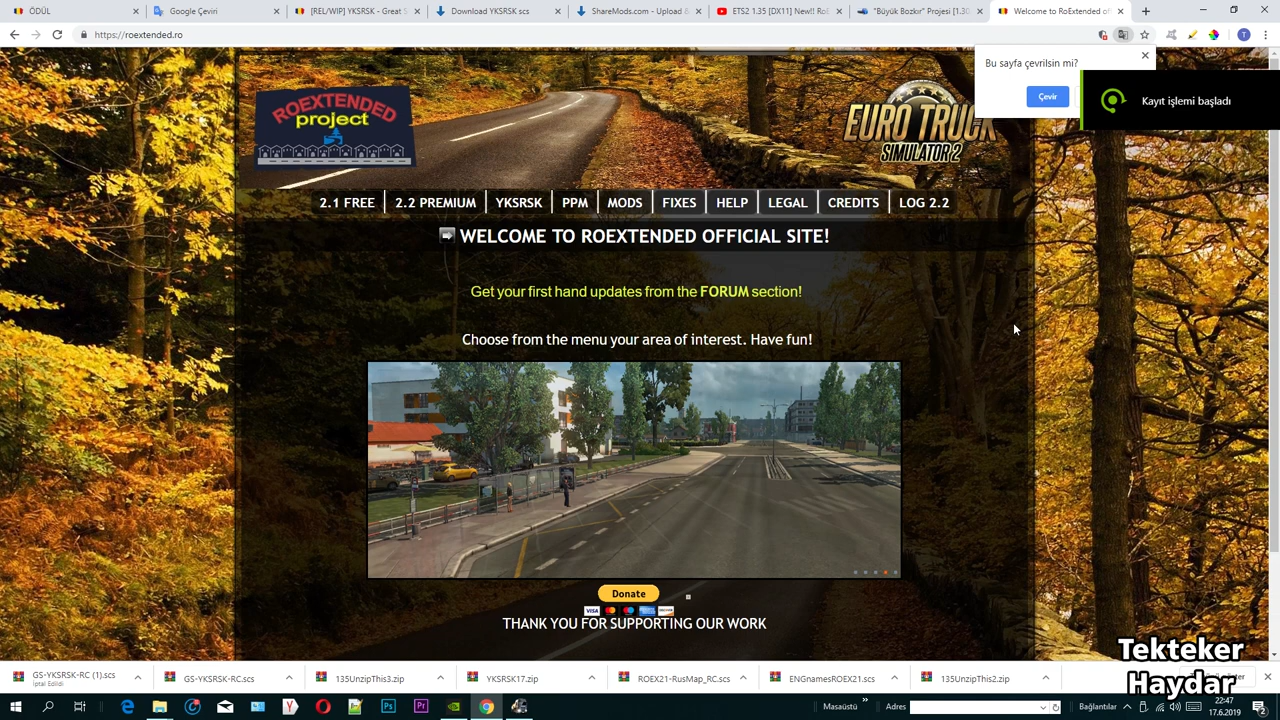 ÖDÜL
Google Çeviri
[REL/WIP] YKSRSK - Great S
Download YKSRSK scs
ShareMods.com - Upload &
ETS2 1.35 [DX11] New!! RoE
"Büyük Bozkır" Projesi [1.30
Welcome to RoExtended of
https://roextended.ro
Bu sayfa çevrilsin mi?
Çevir
Kayıt işlemi başladı
ROEXTENDED
project
EURO TRUCK
SIMULATOR 2
2.1 FREE
2.2 PREMIUM
YKSRSK
PPM
MODS
FIXES
HELP
LEGAL
CREDITS
LOG 2.2
WELCOME TO ROEXTENDED OFFICIAL SITE!
Get your first hand updates from the FORUM section!
Choose from the menu your area of interest. Have fun!
Donate
VISA
THANK YOU FOR SUPPORTING OUR WORK
Tekteker
Haydar
GS-YKSRSK-RC (1).scs
İptal Edildi
GS-YKSRSK-RC.scs
135UnzipThis3.zip
YKSRSK17.zip
ROEX21-RusMap_RC.scs
ENGnamesROEX21.scs
135UnzipThis2.zip
Masaüstü
Adres
Bağlantılar
22:47
17.6.2019